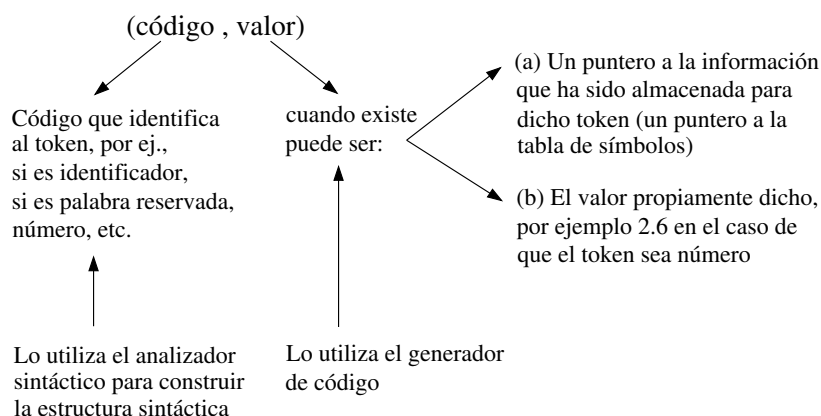 (código , valor)
Código que identifica
al token, por ej.,
si es identificador,
si es palabra reservada,
número, etc.
cuando existe
puede ser:
(a) Un puntero a la información
que ha sido almacenada para
dicho token (un puntero a la
tabla de símbolos)
(b) El valor propiamente dicho,
por ejemplo 2.6 en el caso de
que el token sea número
Lo utiliza el analizador
sintáctico para construir
la estructura sintáctica
Lo utiliza el generador
de código